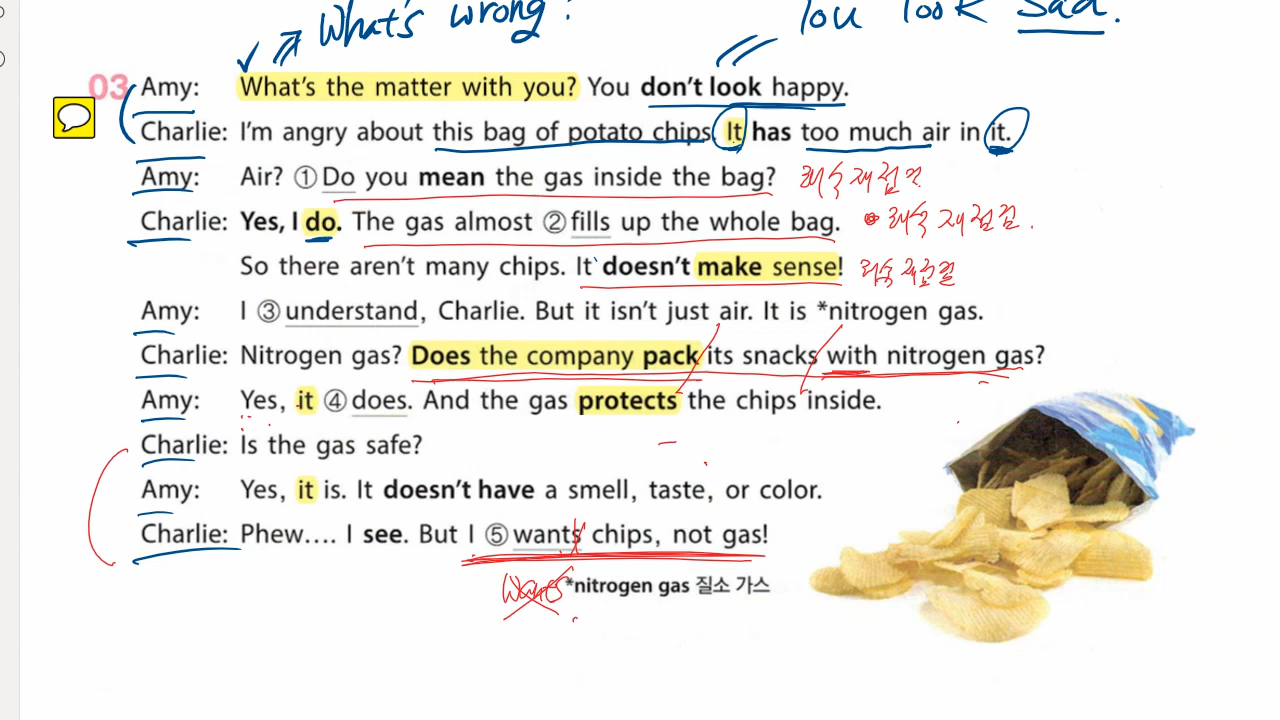 What's wrong?
You look sad.
03 Amy: What's the matter with you? You don't look happy.
Charlie: I'm angry about this bag of potato chips. It has too much air in it.
Amy: Air? ① Do you mean the gas inside the bag?
Charlie: Yes, I do. The gas almost ② fills up the whole bag.
So there aren't many chips. It doesn't make sense!
Amy: I ③ understand, Charlie. But it isn't just air. It is *nitrogen gas.
Charlie: Nitrogen gas? Does the company pack its snacks with nitrogen gas?
Amy: Yes, it ④ does. And the gas protects the chips inside.
Charlie: Is the gas safe?
Amy: Yes, it is. It doesn't have a smell, taste, or color.
Charlie: Phew.... I see. But I ⑤ wants chips, not gas!
wants
*nitrogen gas 질소 가스